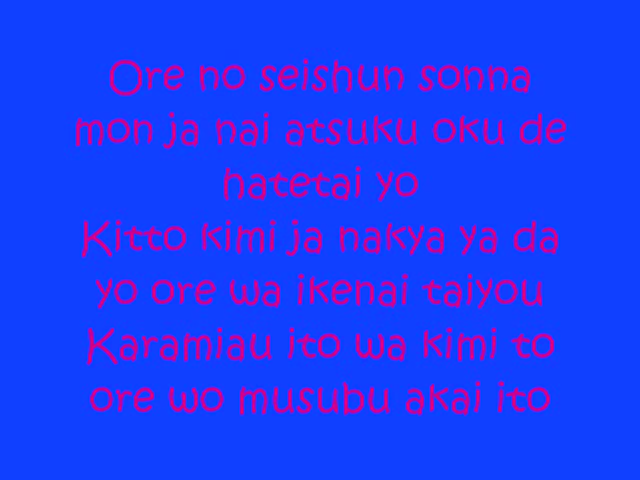 Ore no seishun sonna
mon ja nai atsuku oku de
hatetai yo
Kitto kimi ja nakya ya da
yo ore wa ikenai taiyou
Karamiau ito wa kimi to
ore wo musubu akai ito